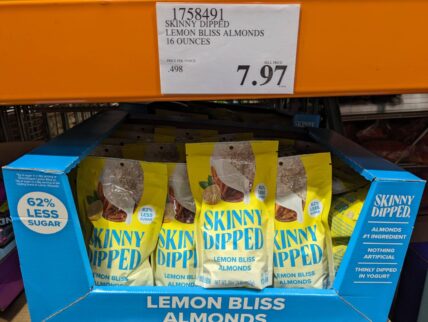 1758491
SKINNY DIPPED
LEMON BLISS ALMONDS
16 OUNCES
.498
7.97
SKINNY
62%
LESS
SUGAR
SKINNY
DIPPED
LEMON BLISS
ALMONDS
SKINNY
DIPPED
LEMON BLISS
ALMONDS
SKINNY
DIPPED
LEMON BLISS
ALMONDS
SKINNY
DIPPED.
ALMONDS
#1 INGREDIENT
NOTHING
ARTIFICIAL
THINLY DIPPED
IN YOGURT
LEMON BLISS
ALMONDS